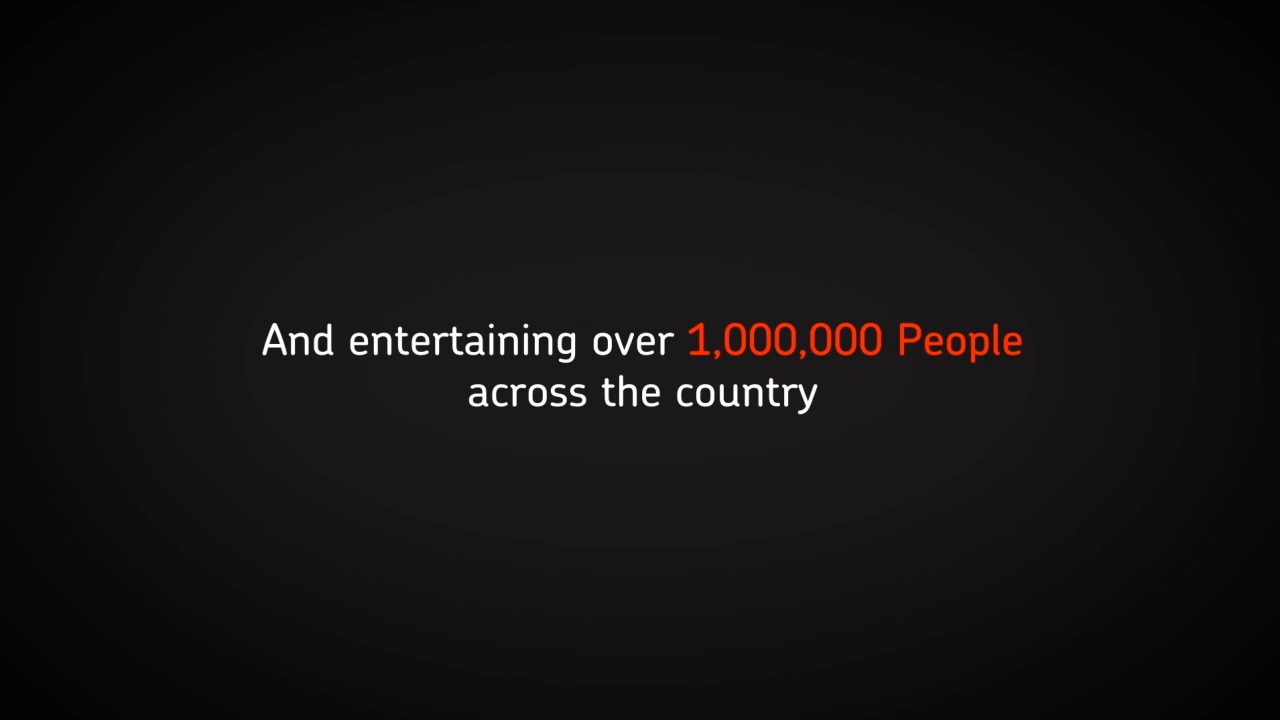 And entertaining over 1,000,000 People
across the country